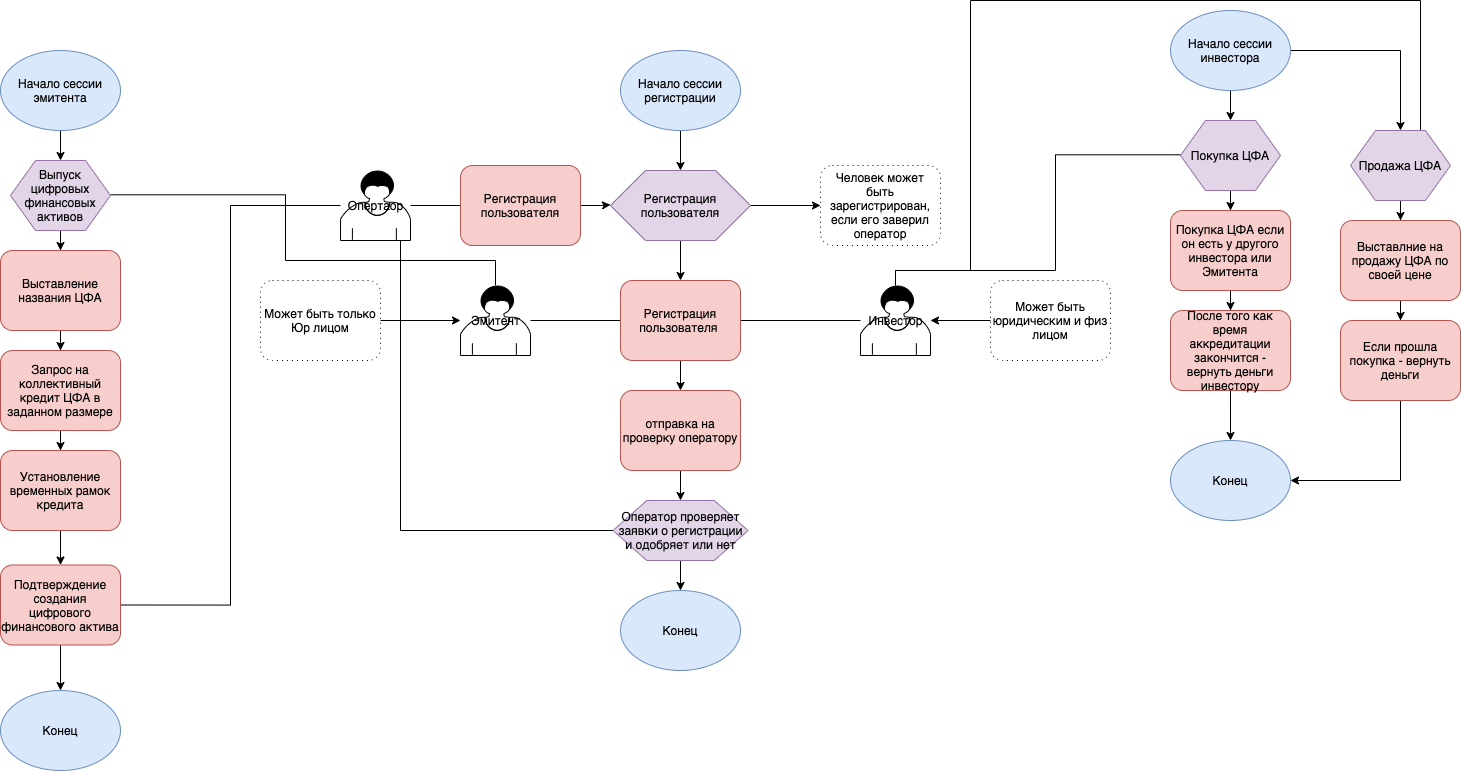 Начало сессии
эмитента
Выпуск
цифровых
финансовых
активов
Выставление
названия ЦФА
Запрос на
коллективный
кредит ЦФА в
заданном размере
Установление
временных рамок
кредита
Подтверждение
создания
цифрового
финансового актива
Конец
Опертаор
Может быть только
Юр лицом
Эмитент
Начало сессии
регистрации
Регистрация
пользователя
Регистрация
пользователя
Человек может
быть
зарегистрирован,
если его заверил
оператор
Регистрация
пользователя
отправка на
проверку оператору
Оператор проверяет
заявки о регистрации
и одобряет или нет
Конец
Инвестор
Может быть
юридическим и физ
лицом
Начало сессии
инвестора
Покупка ЦФА
Покупка ЦФА если
он есть у другого
инвестора или
Эмитента
После того как
время
аккредитации
закончится -
вернуть деньги
инвестору
Конец
Продажа ЦФА
Выставлние на
продажу ЦФА по
своей цене
Если прошла
покупка - вернуть
деньги